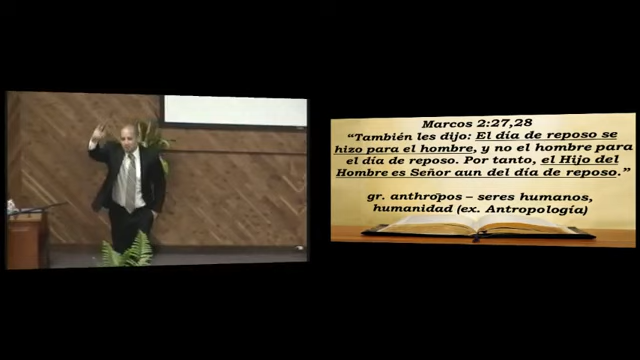 Marcos 2:27,28
“También les dijo: El día de reposo se
hizo para el hombre, y no el hombre para
el día de reposo. Por tanto, el Hijo del
Hombre es Señor aun del día de reposo.”
gr. anthropos – seres humanos,
humanidad (ex. Antropología)